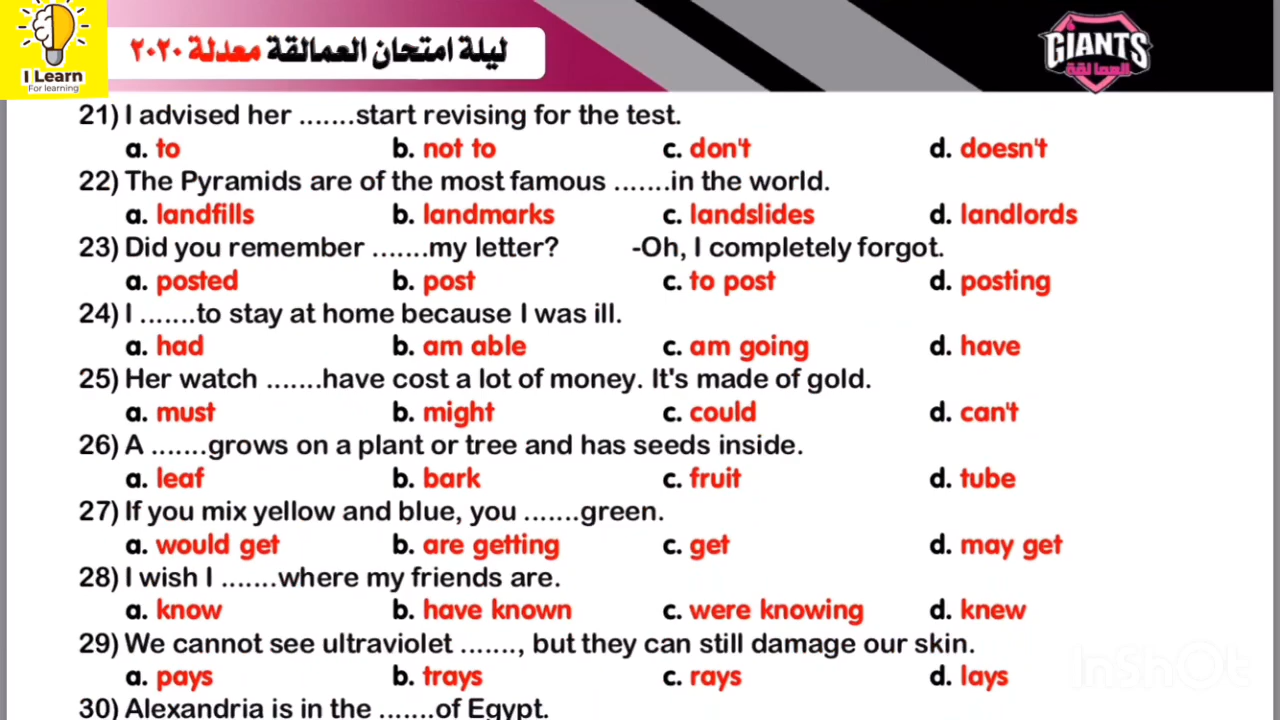 I Learn
For learning
ليلة امتحان العمالقة معدلة ٢٠٢٠
GIANTS
العمالقة
21) I advised her .......start revising for the test.
a. to b. not to c. don't d. doesn't
22) The Pyramids are of the most famous .......in the world.
a. landfills b. landmarks c. landslides d. landlords
23) Did you remember .......my letter? -Oh, I completely forgot.
a. posted b. post c. to post d. posting
24) I .......to stay at home because I was ill.
a. had b. am able c. am going d. have
25) Her watch .......have cost a lot of money. It's made of gold.
a. must b. might c. could d. can't
26) A .......grows on a plant or tree and has seeds inside.
a. leaf b. bark c. fruit d. tube
27) If you mix yellow and blue, you .......green.
a. would get b. are getting c. get d. may get
28) I wish I .......where my friends are.
a. know b. have known c. were knowing d. knew
29) We cannot see ultraviolet ......., but they can still damage our skin.
a. pays b. trays c. rays d. lays
30) Alexandria is in the .......of Egypt.
InShOt